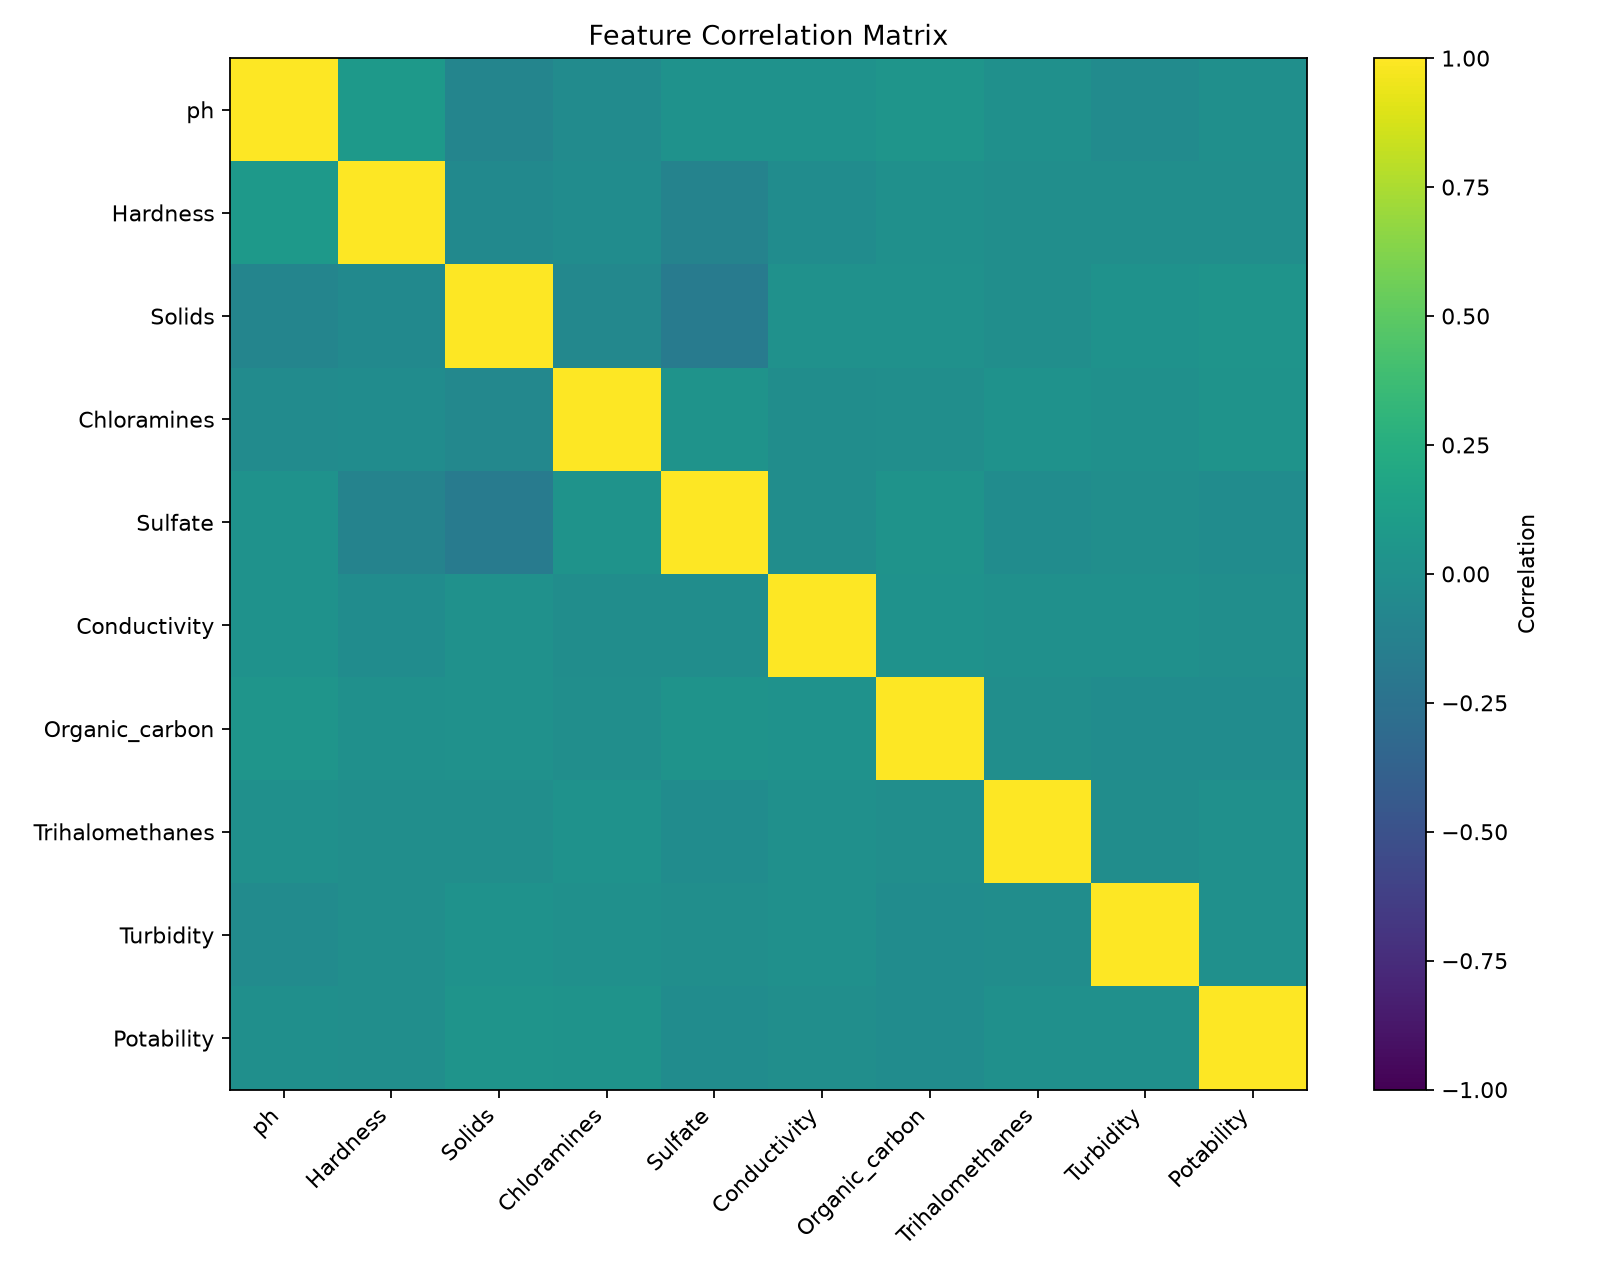 Feature Correlation Matrix
ph
Hardness
Solids
Chloramines
Sulfate
Conductivity
Organic_carbon
Trihalomethanes
Turbidity
Potability
ph
Hardness
Solids
Chloramines
Sulfate
Conductivity
Organic_carbon
Trihalomethanes
Turbidity
Potability
1.00
0.75
0.50
0.25
0.00
−0.25
−0.50
−0.75
−1.00
Correlation